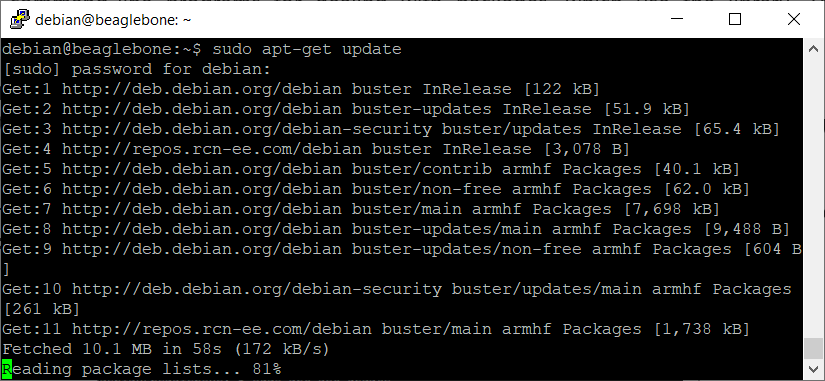 debian@beaglebone: ~
debian@beaglebone:~$ sudo apt-get update
[sudo] password for debian:
Get:1 http://deb.debian.org/debian buster InRelease [122 kB]
Get:2 http://deb.debian.org/debian buster-updates InRelease [51.9 kB]
Get:3 http://deb.debian.org/debian-security buster/updates InRelease [65.4 kB]
Get:4 http://repos.rcn-ee.com/debian buster InRelease [3,078 B]
Get:5 http://deb.debian.org/debian buster/contrib armhf Packages [40.1 kB]
Get:6 http://deb.debian.org/debian buster/non-free armhf Packages [62.0 kB]
Get:7 http://deb.debian.org/debian buster/main armhf Packages [7,698 kB]
Get:8 http://deb.debian.org/debian buster-updates/main armhf Packages [9,488 B]
Get:9 http://deb.debian.org/debian buster-updates/non-free armhf Packages [604 B
]
Get:10 http://deb.debian.org/debian-security buster/updates/main armhf Packages
[261 kB]
Get:11 http://repos.rcn-ee.com/debian buster/main armhf Packages [1,738 kB]
Fetched 10.1 MB in 58s (172 kB/s)
Reading package lists... 81%